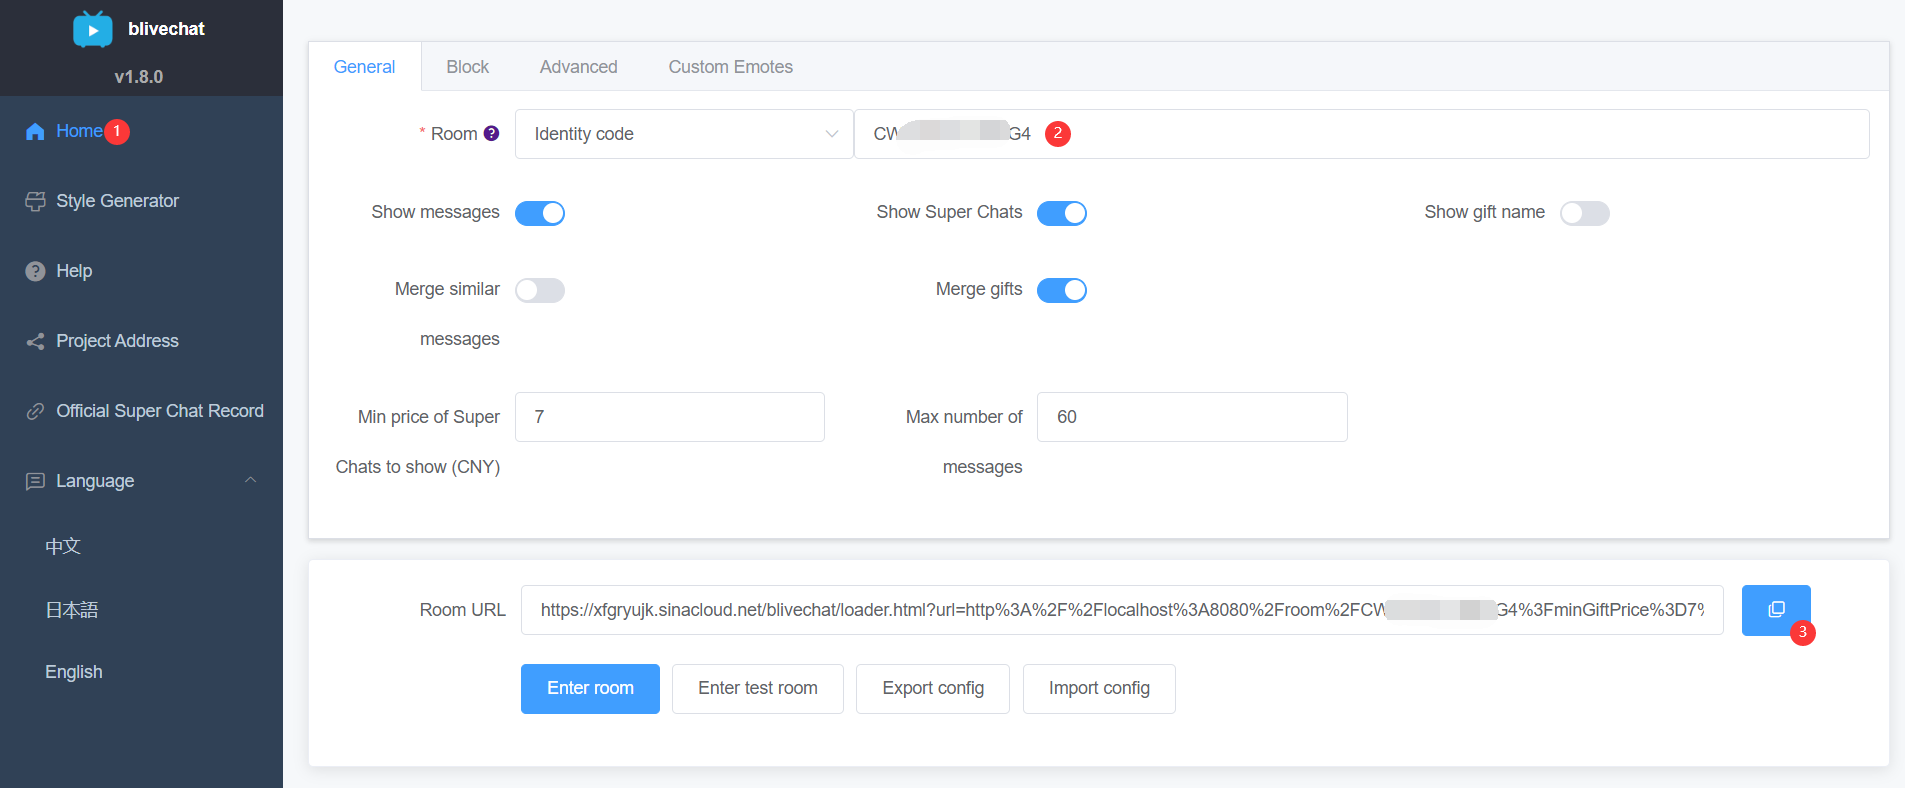 blivechat
v1.8.0
Home 1
Style Generator
Help
Project Address
Official Super Chat Record
Language
中文
日本語
English
General Block Advanced Custom Emotes
* Room ? Identity code CW G4 2
Show messages Show Super Chats Show gift name
Merge similar messages Merge gifts
Min price of Super Chats to show (CNY) 7 Max number of messages 60
Room URL https://xfgryujk.sinacloud.net/blivechat/loader.html?url=http%3A%2F%2Flocalhost%3A8080%2Froom%2FCW G4%3FminGiftPrice%3D7% 3
Enter room Enter test room Export config Import config